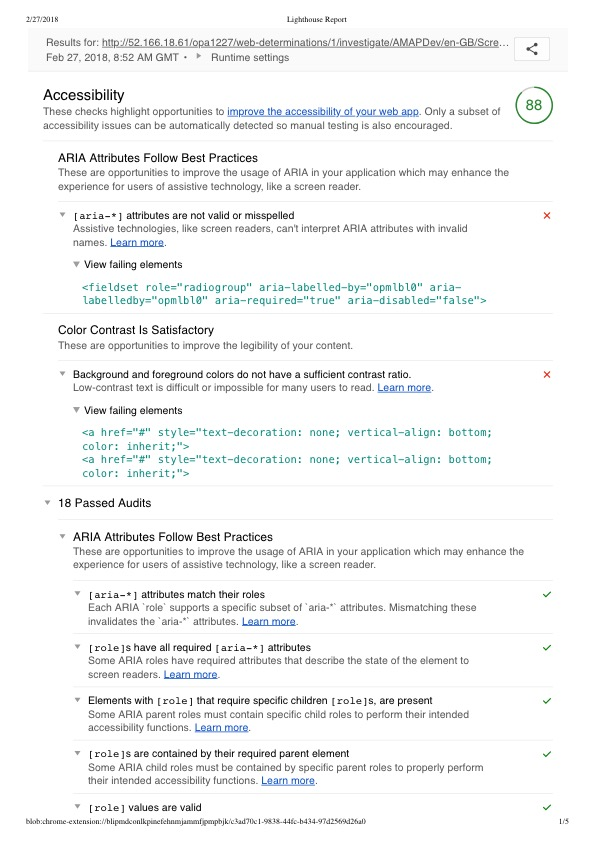 2/27/2018
Lighthouse Report
Results for: http://52.166.18.61/opa1227/web-determinations/1/investigate/AMAPDev/en-GB/Scre…
Feb 27, 2018, 8:52 AM GMT • Runtime settings
Accessibility
These checks highlight opportunities to improve the accessibility of your web app. Only a subset of
accessibility issues can be automatically detected so manual testing is also encouraged.
88
ARIA Attributes Follow Best Practices
These are opportunities to improve the usage of ARIA in your application which may enhance the
experience for users of assistive technology, like a screen reader.
[aria-*] attributes are not valid or misspelled
Assistive technologies, like screen readers, can't interpret ARIA attributes with invalid
names. Learn more.
View failing elements
<fieldset role="radiogroup" aria-labelled-by="opmlbl0" aria-
labelledby="opmlbl0" aria-required="true" aria-disabled="false">
Color Contrast Is Satisfactory
These are opportunities to improve the legibility of your content.
Background and foreground colors do not have a sufficient contrast ratio.
Low-contrast text is difficult or impossible for many users to read. Learn more.
View failing elements
<a href="#" style="text-decoration: none; vertical-align: bottom;
color: inherit;">
<a href="#" style="text-decoration: none; vertical-align: bottom;
color: inherit;">
18 Passed Audits
ARIA Attributes Follow Best Practices
These are opportunities to improve the usage of ARIA in your application which may enhance the
experience for users of assistive technology, like a screen reader.
[aria-*] attributes match their roles
Each ARIA `role` supports a specific subset of `aria-*` attributes. Mismatching these
invalidates the `aria-*` attributes. Learn more.
[role]s have all required [aria-*] attributes
Some ARIA roles have required attributes that describe the state of the element to
screen readers. Learn more.
Elements with [role] that require specific children [role]s, are present
Some ARIA parent roles must contain specific child roles to perform their intended
accessibility functions. Learn more.
[role]s are contained by their required parent element
Some ARIA child roles must be contained by specific parent roles to properly perform
their intended accessibility functions. Learn more.
[role] values are valid
blob:chrome-extension://blipmdconlkpinefehnmjammfjpmpbjk/c3ad70c1-9838-44fc-b434-97d2569d26a0
1/5